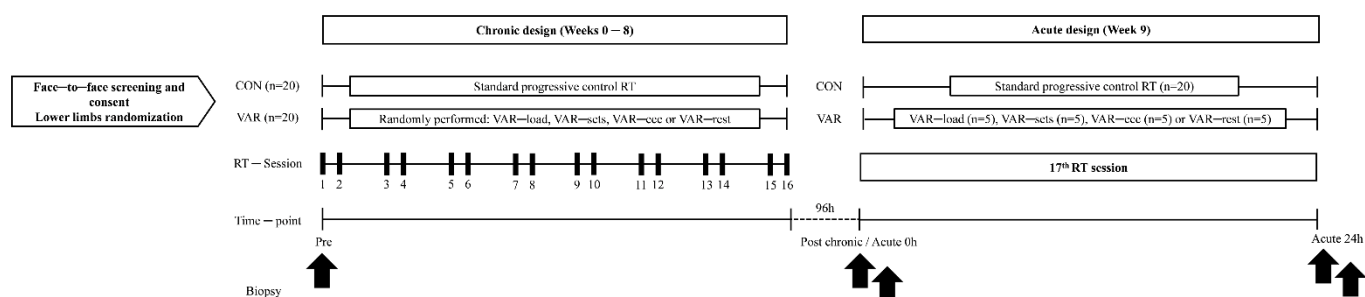 Chronic design (Weeks 0 – 8)
Acute design (Week 9)
Face–to–face screening and
consent
Lower limbs randomization
CON (n=20)
Standard progressive control RT
CON
Standard progressive control RT (n=20)
VAR (n=20)
Randomly performed: VAR–load, VAR–sets, VAR–ecc or VAR–rest
VAR
VAR–load (n=5), VAR–sets (n=5), VAR–ecc (n=5) or VAR–rest (n=5)
RT – Session
1 2 3 4 5 6 7 8 9 10 11 12 13 14 15 16
17th RT session
Time – point
96h
Pre
Post chronic / Acute 0h
Acute 24h
Biopsy